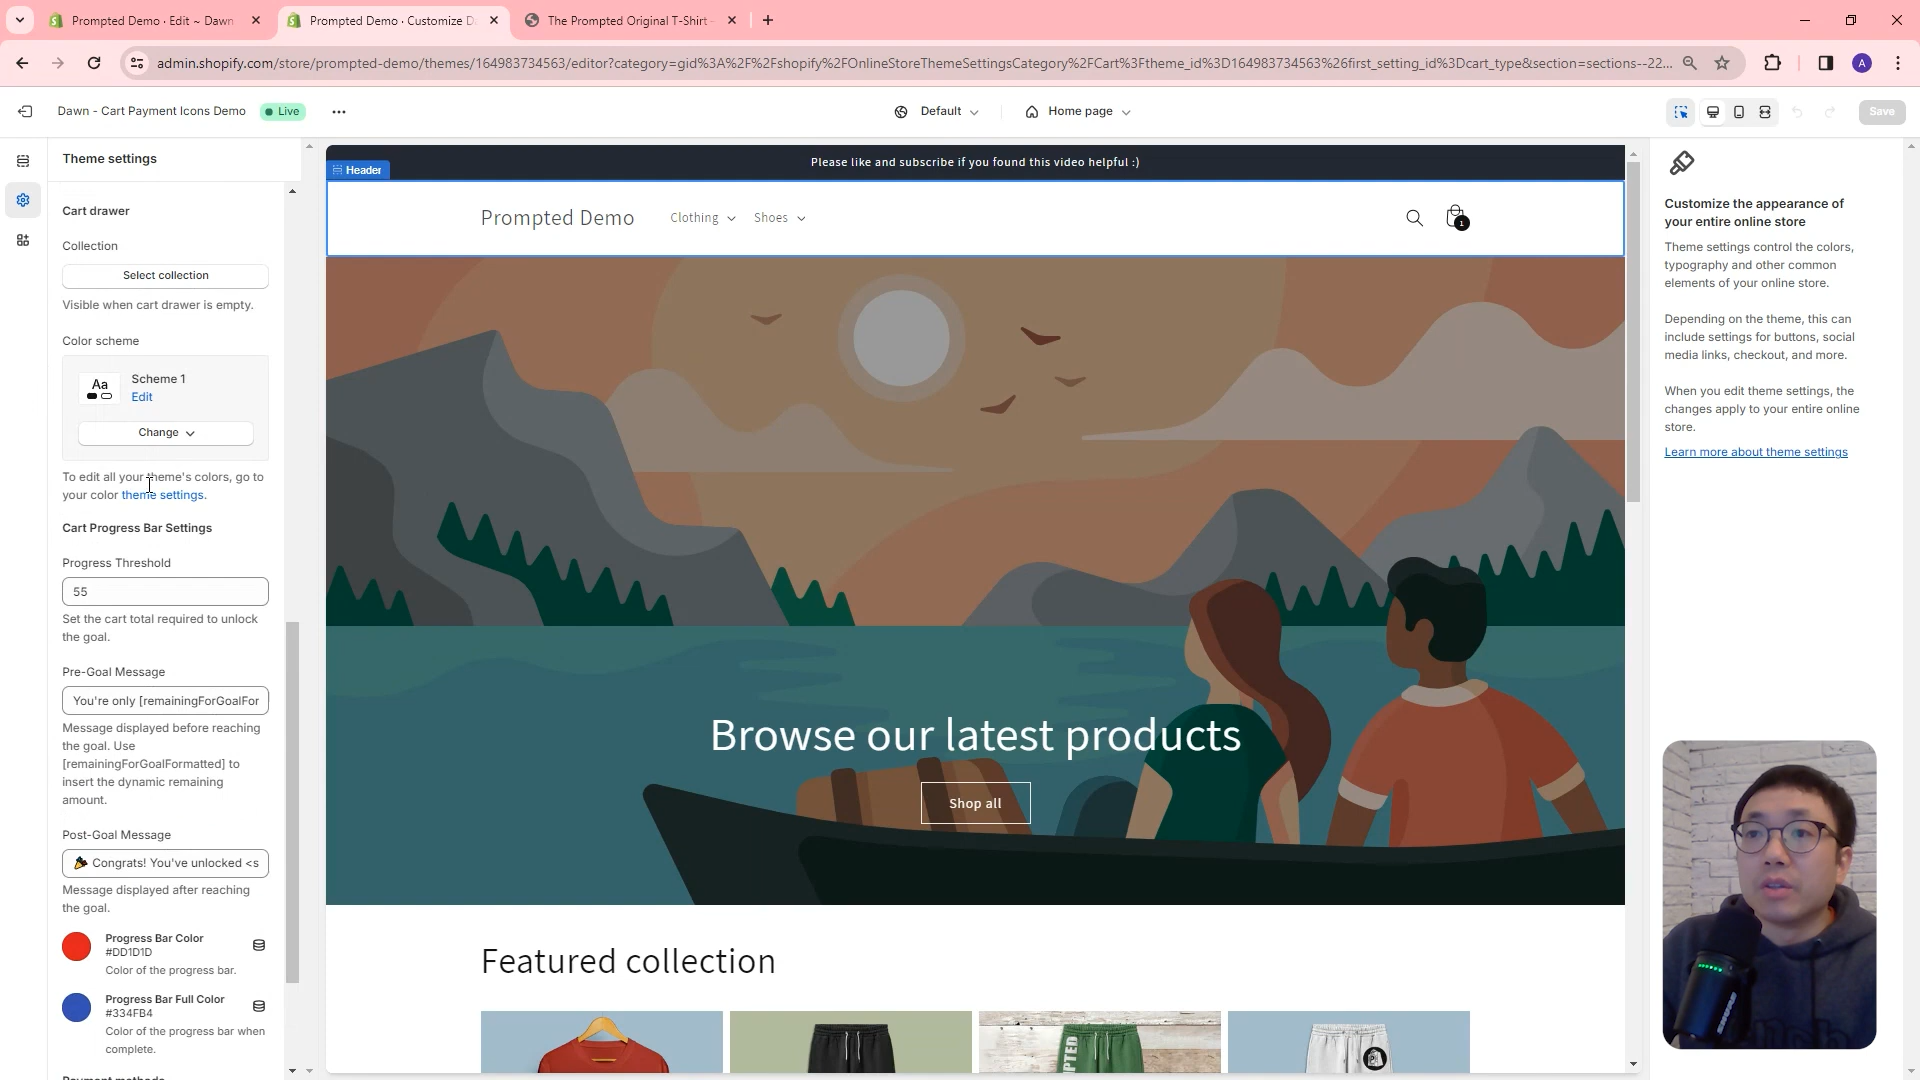 Prompted Demo · Edit ~ Dawn
Prompted Demo · Customize D
The Prompted Original T-Shirt
admin.shopify.com/store/prompted-demo/themes/164983734563/editor?category=gid%3A%2F%2Fshopify%2FOnlineStoreThemeSettingsCategory%2FCart%3Ftheme_id%3D164983734563%26first_setting_id%3Dcart_type&section=sections--22...
A
Dawn - Cart Payment Icons Demo
Live
Default
Home page
Save
Theme settings
Cart drawer
Collection
Select collection
Visible when cart drawer is empty.
Color scheme
Aa
Scheme 1
Edit
Change
To edit all your theme's colors, go to
your color theme settings.
Cart Progress Bar Settings
Progress Threshold
55
Set the cart total required to unlock
the goal.
Pre-Goal Message
You're only [remainingForGoalFor
Message displayed before reaching
the goal. Use
[remainingForGoalFormatted] to
insert the dynamic remaining
amount.
Post-Goal Message
🎉 Congrats! You've unlocked <s
Message displayed after reaching
the goal.
Progress Bar Color
#DD1D1D
Color of the progress bar.
Progress Bar Full Color
#334FB4
Color of the progress bar when
complete.
Please like and subscribe if you found this video helpful :)
Header
Prompted Demo
Clothing
Shoes
1
Browse our latest products
Shop all
Featured collection
Customize the appearance of
your entire online store
Theme settings control the colors,
typography and other common
elements of your online store.
Depending on the theme, this can
include settings for buttons, social
media links, checkout, and more.
When you edit theme settings, the
changes apply to your entire online
store.
Learn more about theme settings